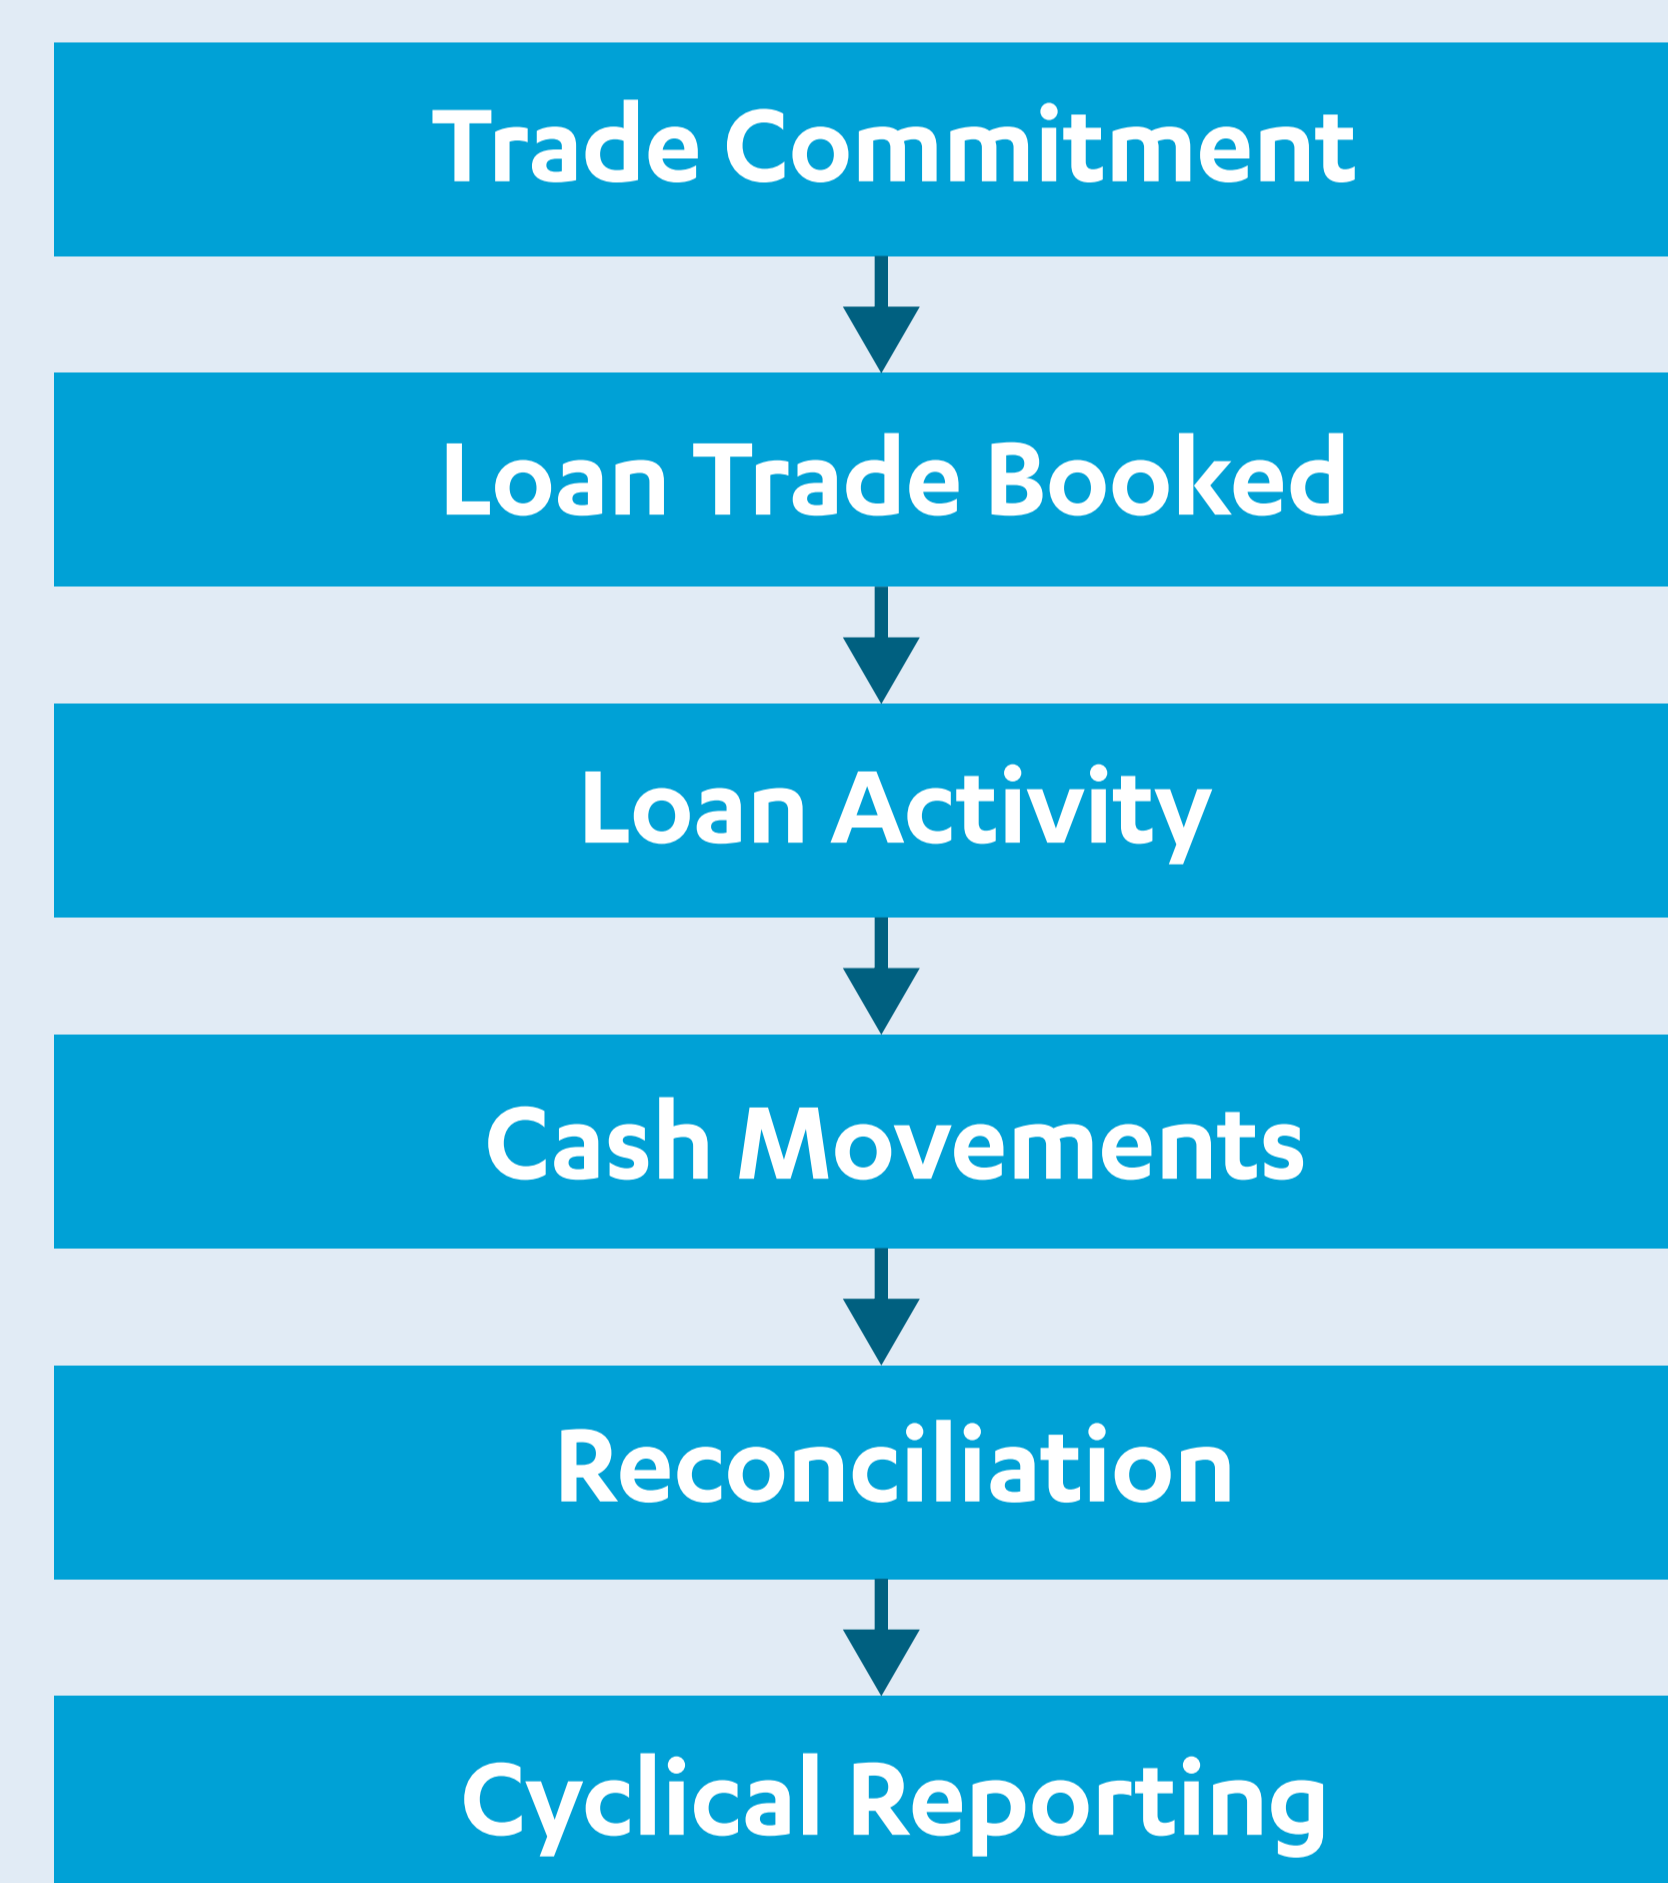 Trade Commitment
Loan Trade Booked
Loan Activity
Cash Movements
Reconciliation
Cyclical Reporting